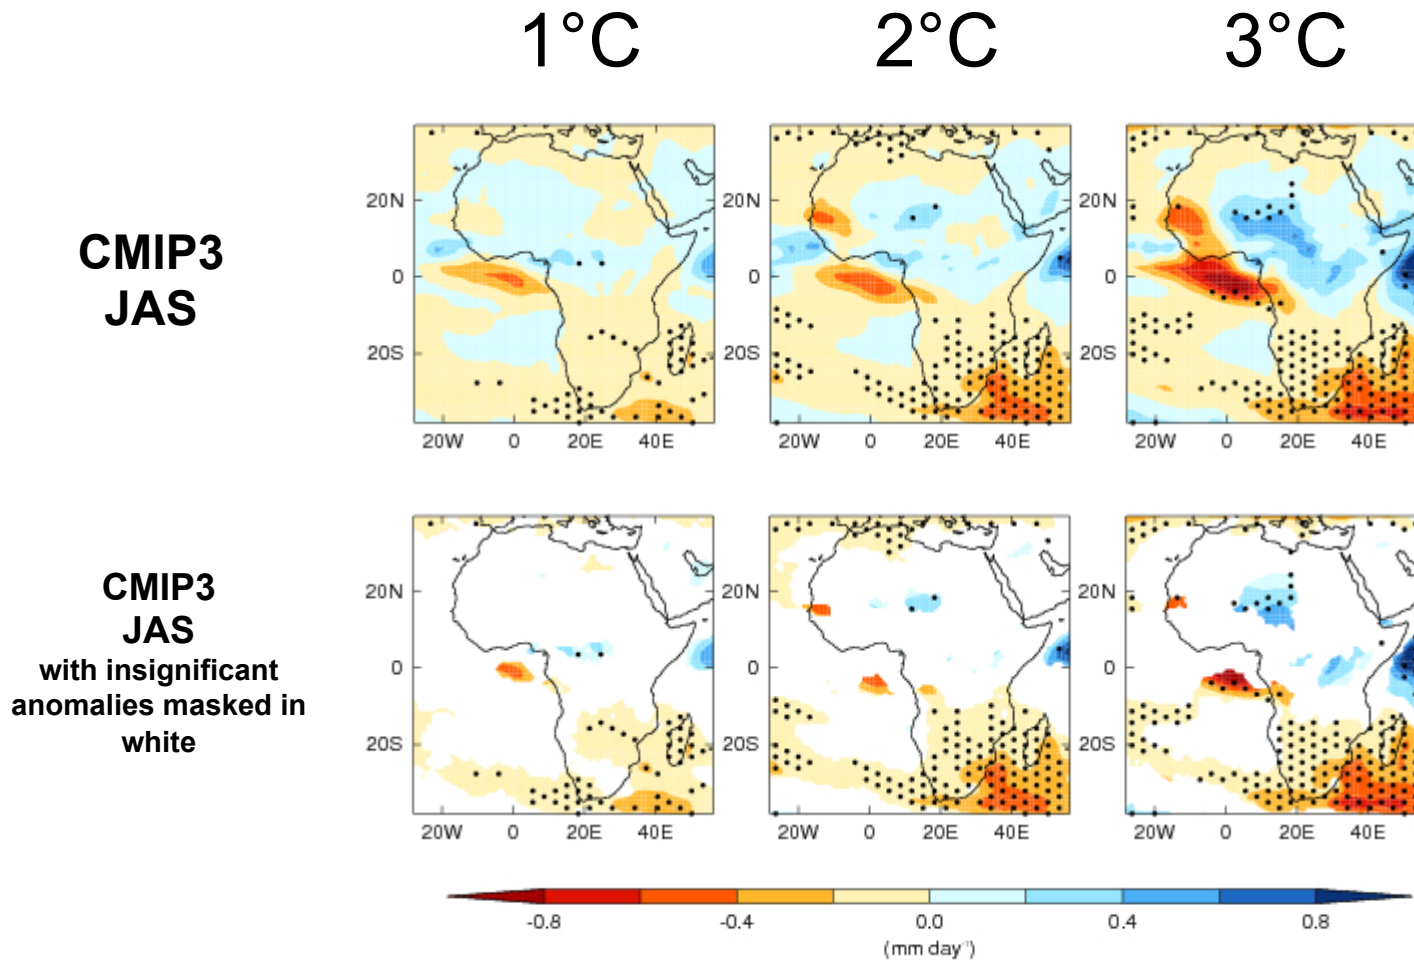 1°C 2°C 3°C
CMIP3
JAS
20N 20N 20N
0 0 0
20S 20S 20S
20W 0 20E 40E 20W 0 20E 40E 20W 0 20E 40E
CMIP3
JAS
with insignificant
anomalies masked in
white
20N 20N 20N
0 0 0
20S 20S 20S
20W 0 20E 40E 20W 0 20E 40E 20W 0 20E 40E
-0.8 -0.4 0.0 0.4 0.8
(mm day⁻¹)